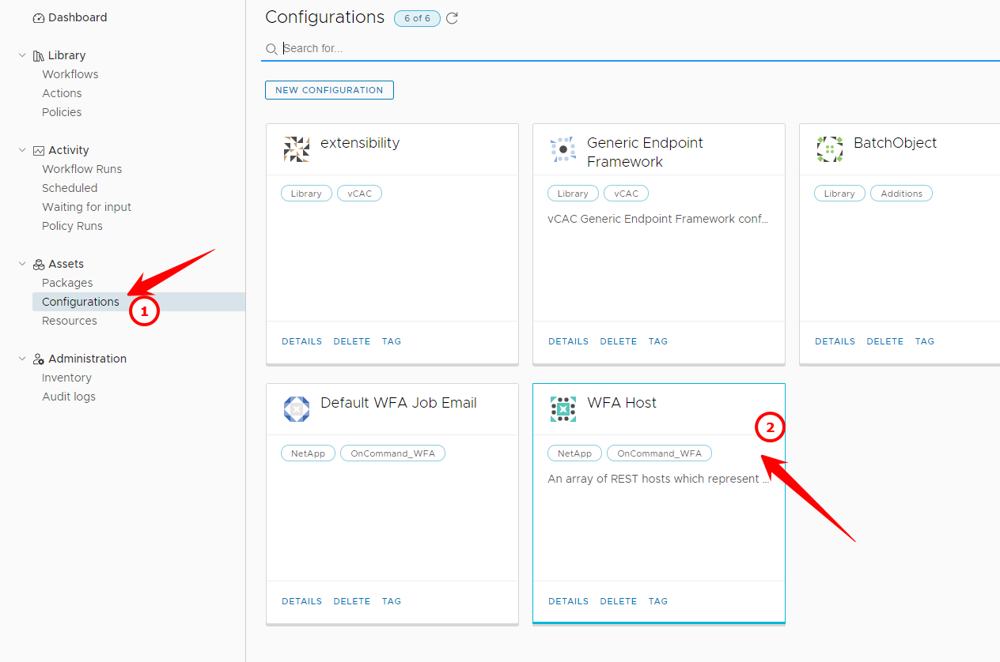 Dashboard
Library
Workflows
Actions
Policies
Activity
Workflow Runs
Scheduled
Waiting for input
Policy Runs
Assets
Packages
Configurations
1
Resources
Administration
Inventory
Audit logs
Configurations 6 of 6
Search for...
NEW CONFIGURATION
extensibility
Library vCAC
DETAILS DELETE TAG
Generic Endpoint
Framework
Library vCAC
vCAC Generic Endpoint Framework conf...
DETAILS DELETE TAG
BatchObject
Library Additions
DETAILS DELETE TAG
Default WFA Job Email
NetApp OnCommand_WFA
DETAILS DELETE TAG
WFA Host
2
NetApp OnCommand_WFA
An array of REST hosts which represent ...
DETAILS DELETE TAG